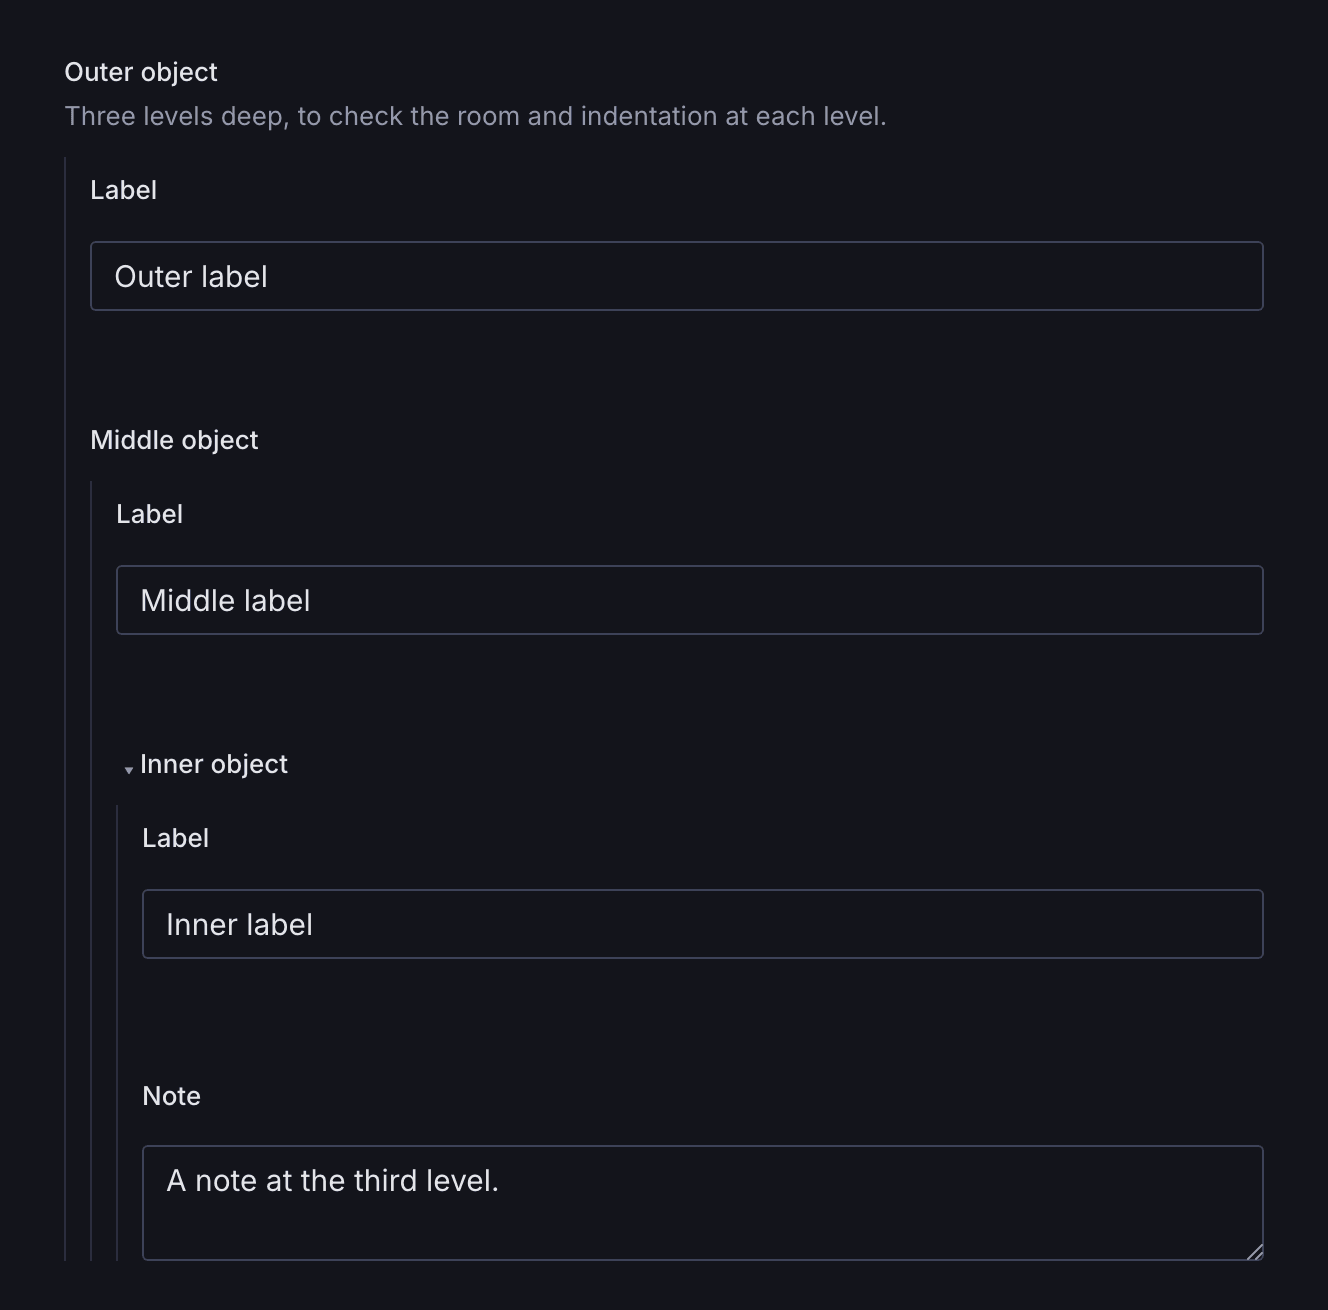 Outer object
Three levels deep, to check the room and indentation at each level.
Label
Outer label
Middle object
Label
Middle label
Inner object
Label
Inner label
Note
A note at the third level.